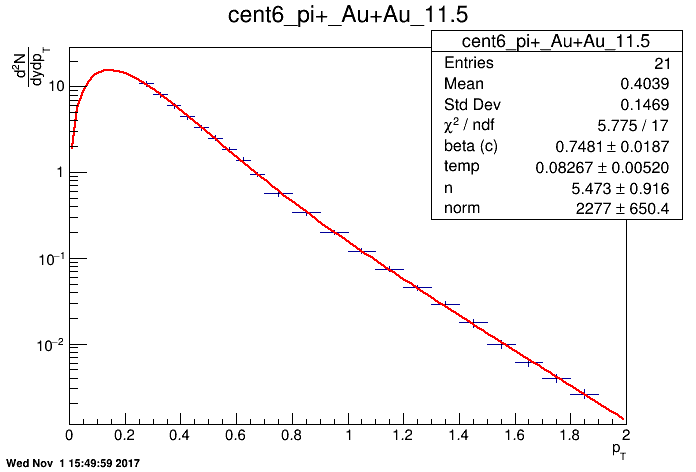 cent6_pi+_Au+Au_11.5
cent6_pi+_Au+Au_11.5
Entries 21
Mean 0.4039
Std Dev 0.1469
χ² / ndf 5.775 / 17
beta (c) 0.7481 ± 0.0187
temp 0.08267 ± 0.00520
n 5.473 ± 0.916
norm 2277 ± 650.4
d²N
dydp_T
10
1
10⁻¹
10⁻²
0 0.2 0.4 0.6 0.8 1 1.2 1.4 1.6 1.8 2
p_T
Wed Nov 1 15:49:59 2017